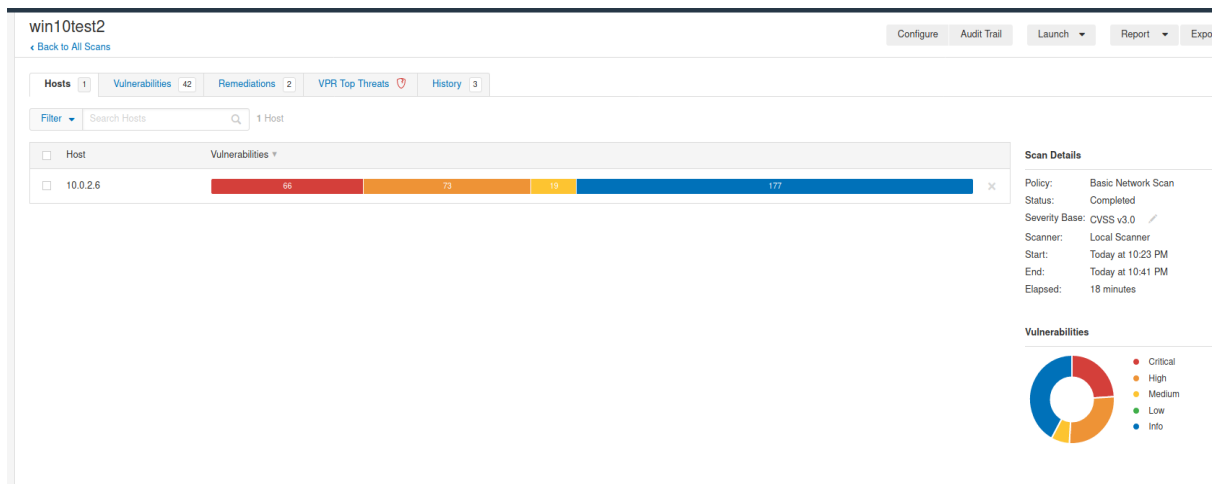 win10test2
‹ Back to All Scans
Configure Audit Trail Launch Report Expo
Hosts 1 Vulnerabilities 42 Remediations 2 VPR Top Threats History 3
Filter Search Hosts 1 Host
Host Vulnerabilities
10.0.2.6 66 73 19 177
Scan Details
Policy: Basic Network Scan
Status: Completed
Severity Base: CVSS v3.0
Scanner: Local Scanner
Start: Today at 10:23 PM
End: Today at 10:41 PM
Elapsed: 18 minutes
Vulnerabilities
Critical
High
Medium
Low
Info